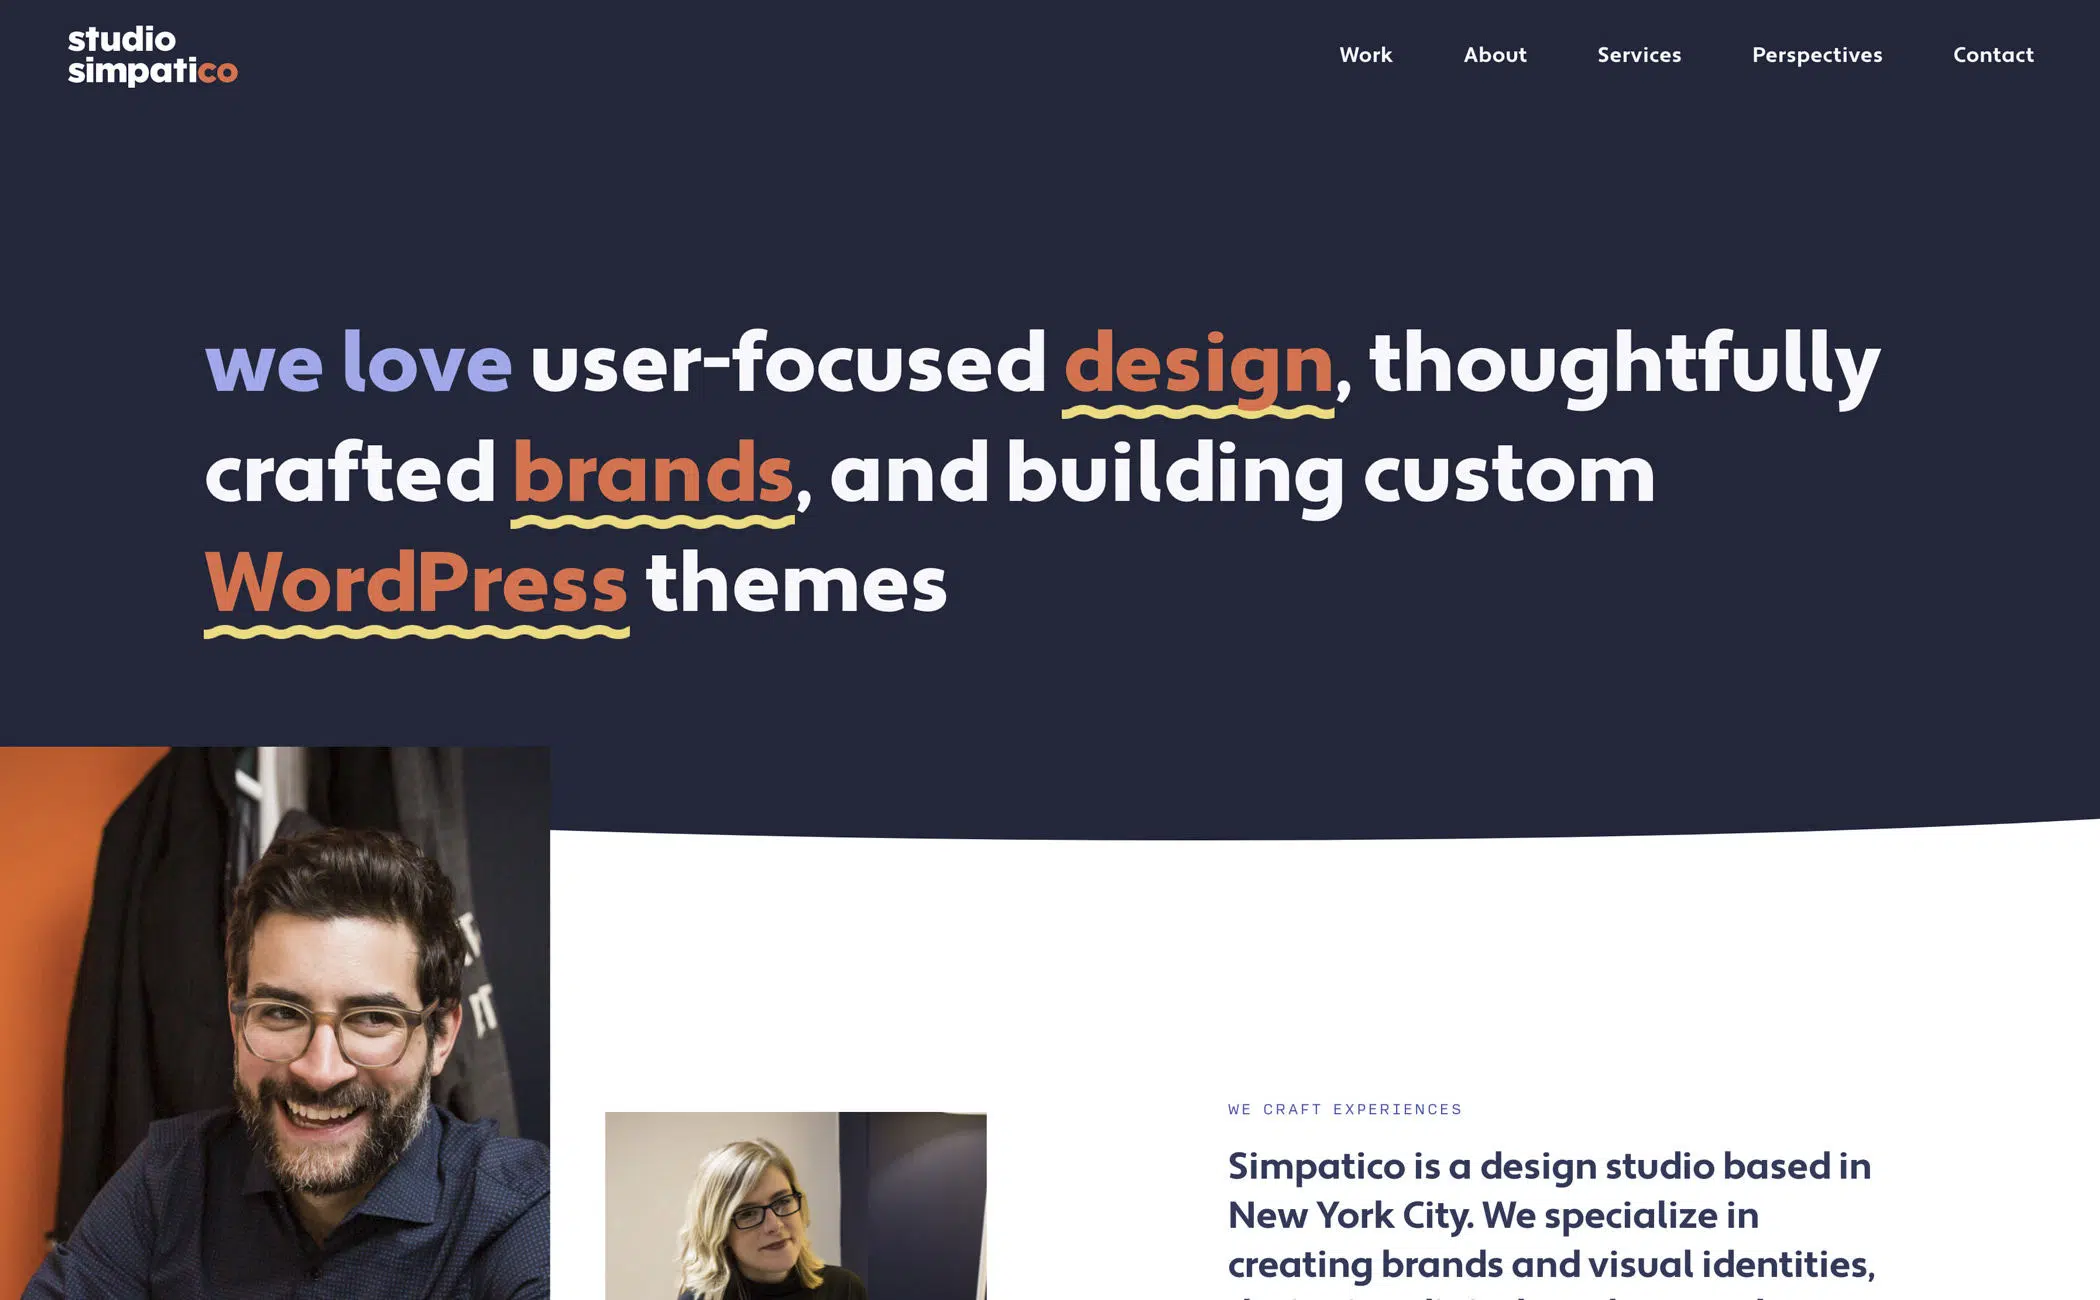 studio
simpatico
Work About Services Perspectives Contact
we love user-focused design, thoughtfully
crafted brands, and building custom
WordPress themes
WE CRAFT EXPERIENCES
Simpatico is a design studio based in
New York City. We specialize in
creating brands and visual identities,